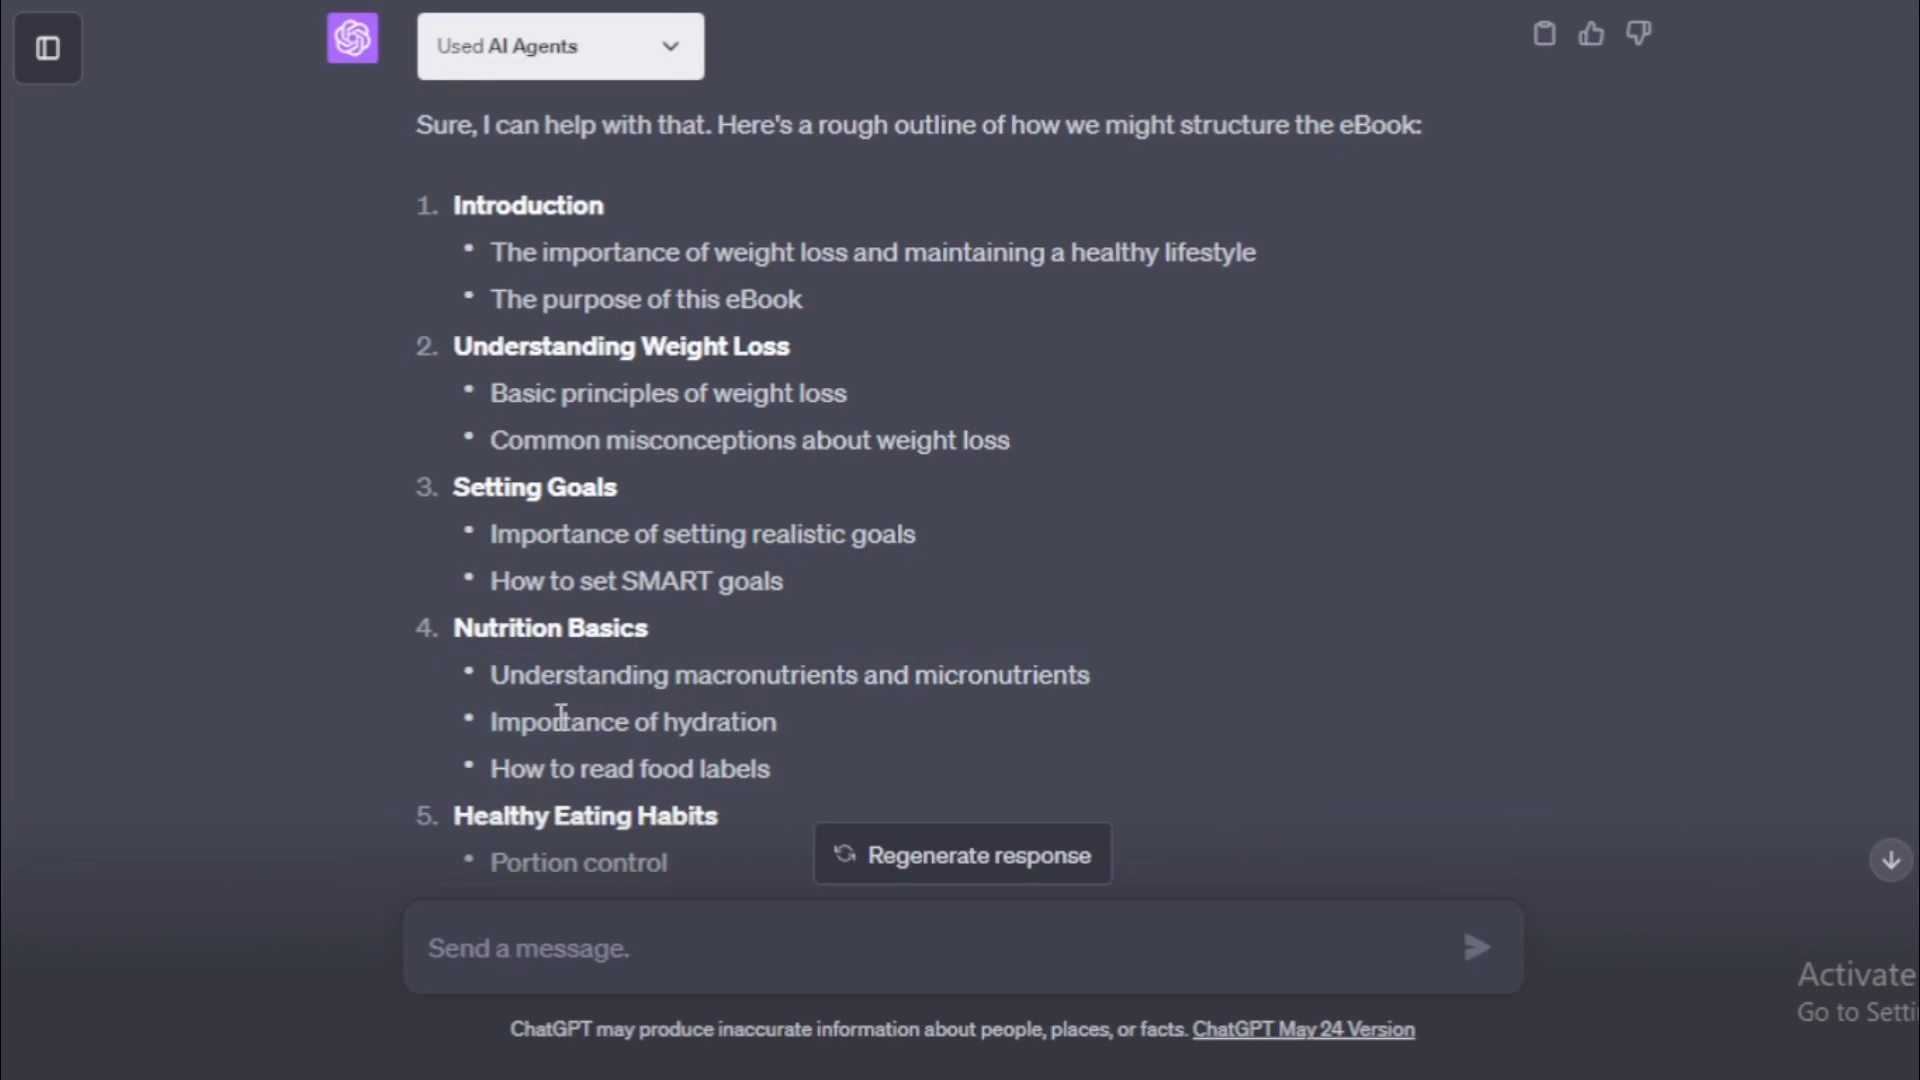 Used AI Agents
Sure, I can help with that. Here's a rough outline of how we might structure the eBook:
1. Introduction
• The importance of weight loss and maintaining a healthy lifestyle
• The purpose of this eBook
2. Understanding Weight Loss
• Basic principles of weight loss
• Common misconceptions about weight loss
3. Setting Goals
• Importance of setting realistic goals
• How to set SMART goals
4. Nutrition Basics
• Understanding macronutrients and micronutrients
• Importance of hydration
• How to read food labels
5. Healthy Eating Habits
• Portion control
Regenerate response
Send a message.
Activate
Go to Setti
ChatGPT may produce inaccurate information about people, places, or facts. ChatGPT May 24 Version